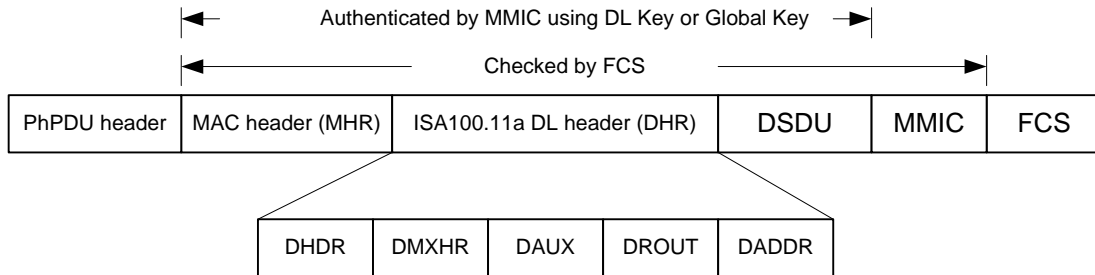 Authenticated by MMIC using DL Key or Global Key
Checked by FCS
PhPDU header MAC header (MHR) ISA100.11a DL header (DHR) DSDU MMIC FCS
DHDR DMXHR DAUX DROUT DADDR